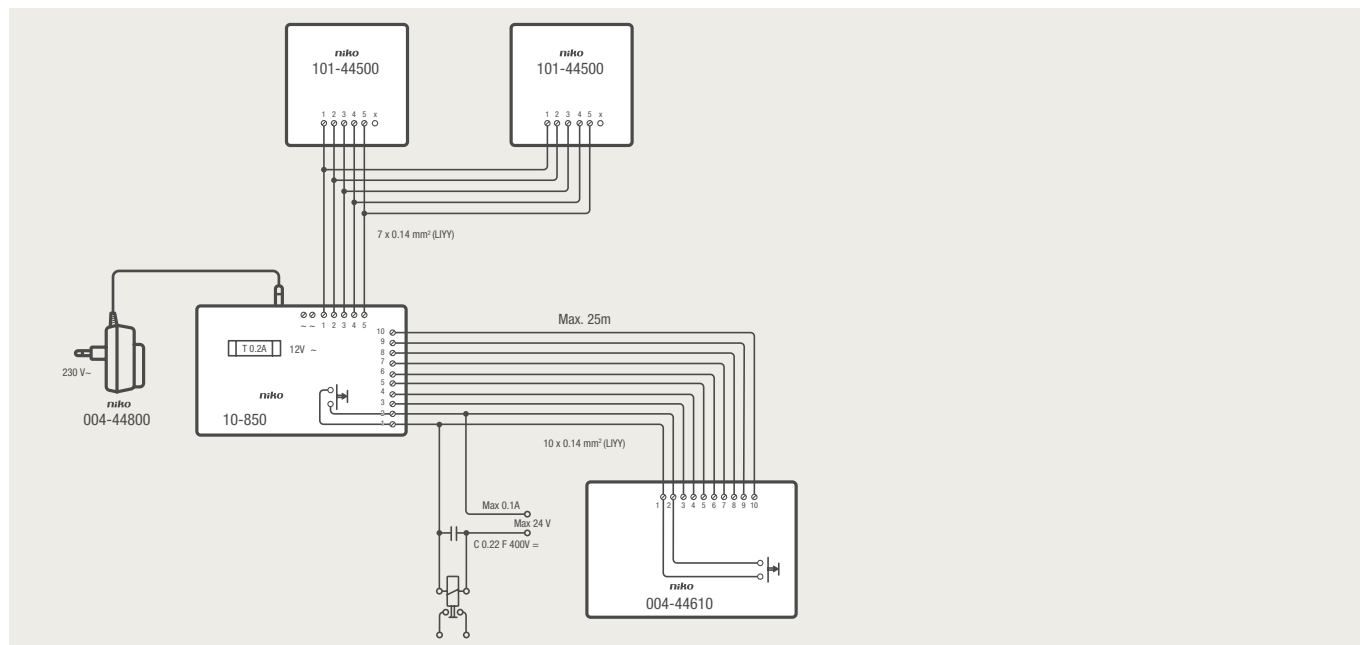 niko
101-44500
1 2 3 4 5 x
niko
101-44500
1 2 3 4 5 x
7 x 0.14 mm² (LIYY)
230 V~
niko
004-44800
~ ~ 1 2 3 4 5
T 0.2A
12V ~
niko
10-850
10
9
8
7
6
5
4
3
2
1
Max. 25m
10 x 0.14 mm² (LIYY)
Max 0.1A
Max 24 V
C 0.22 F 400V =
1 2 3 4 5 6 7 8 9 10
niko
004-44610